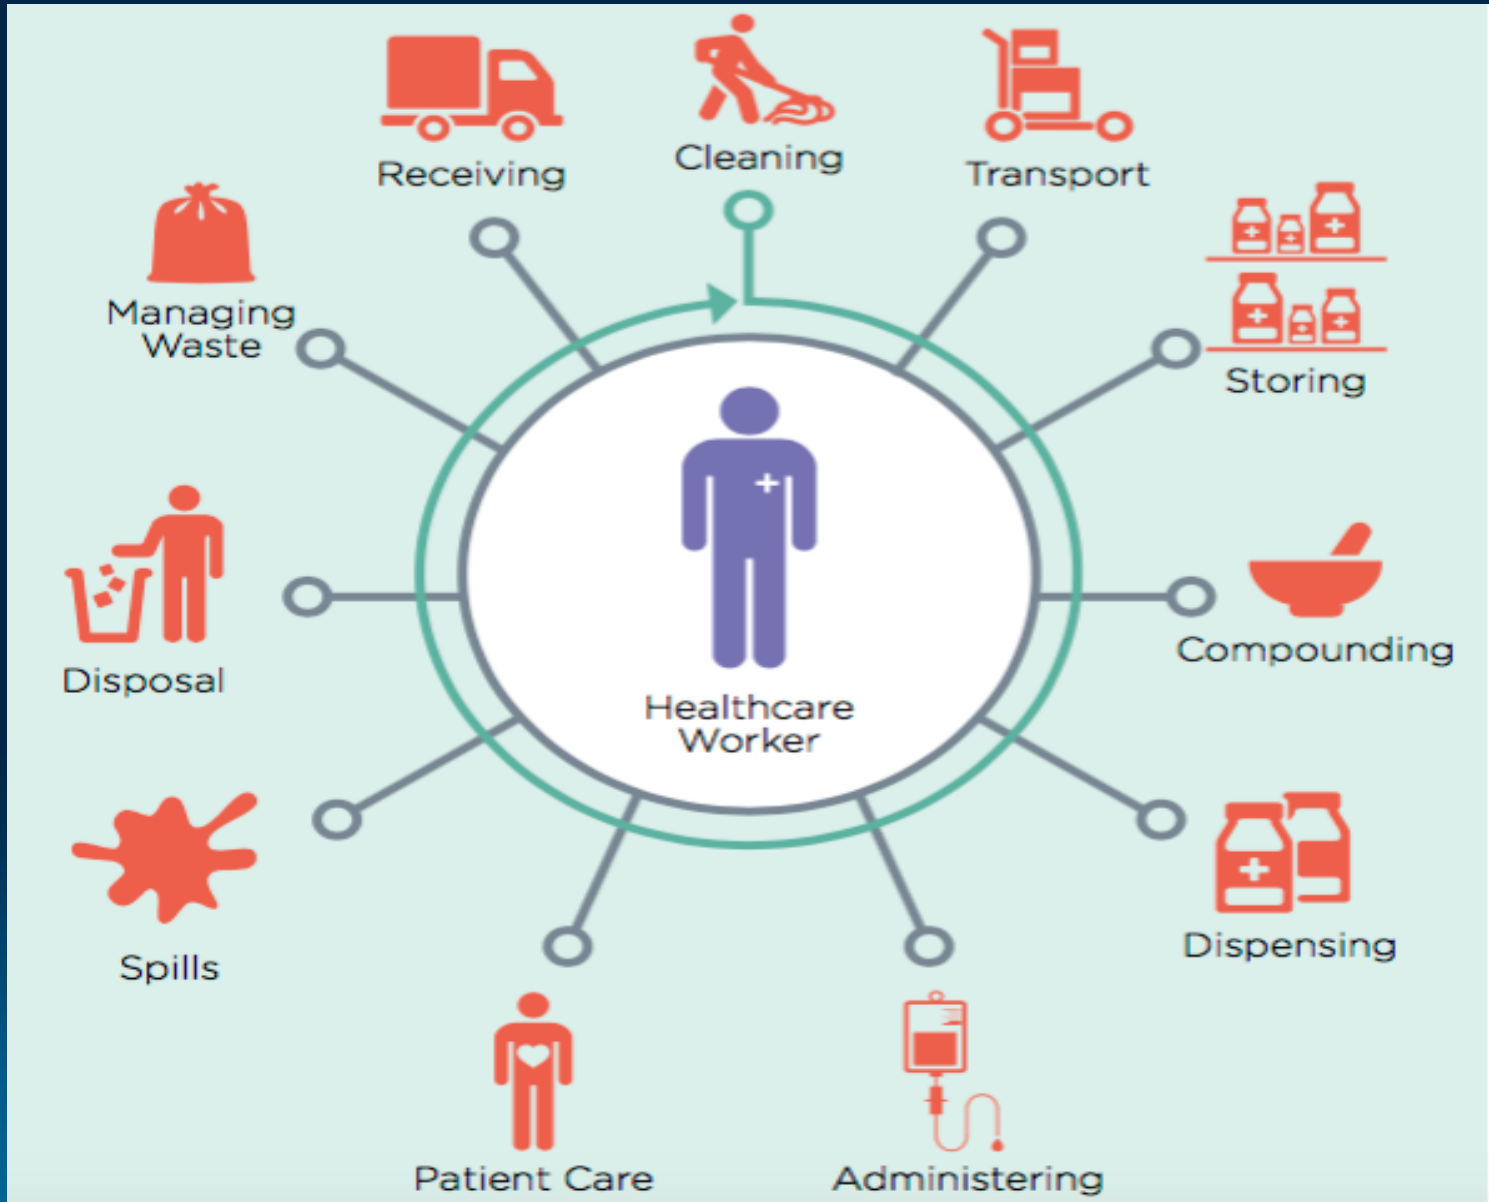 Receiving
Cleaning
Transport
Managing
Waste
Storing
Disposal
Healthcare
Worker
Compounding
Spills
Dispensing
Patient Care
Administering